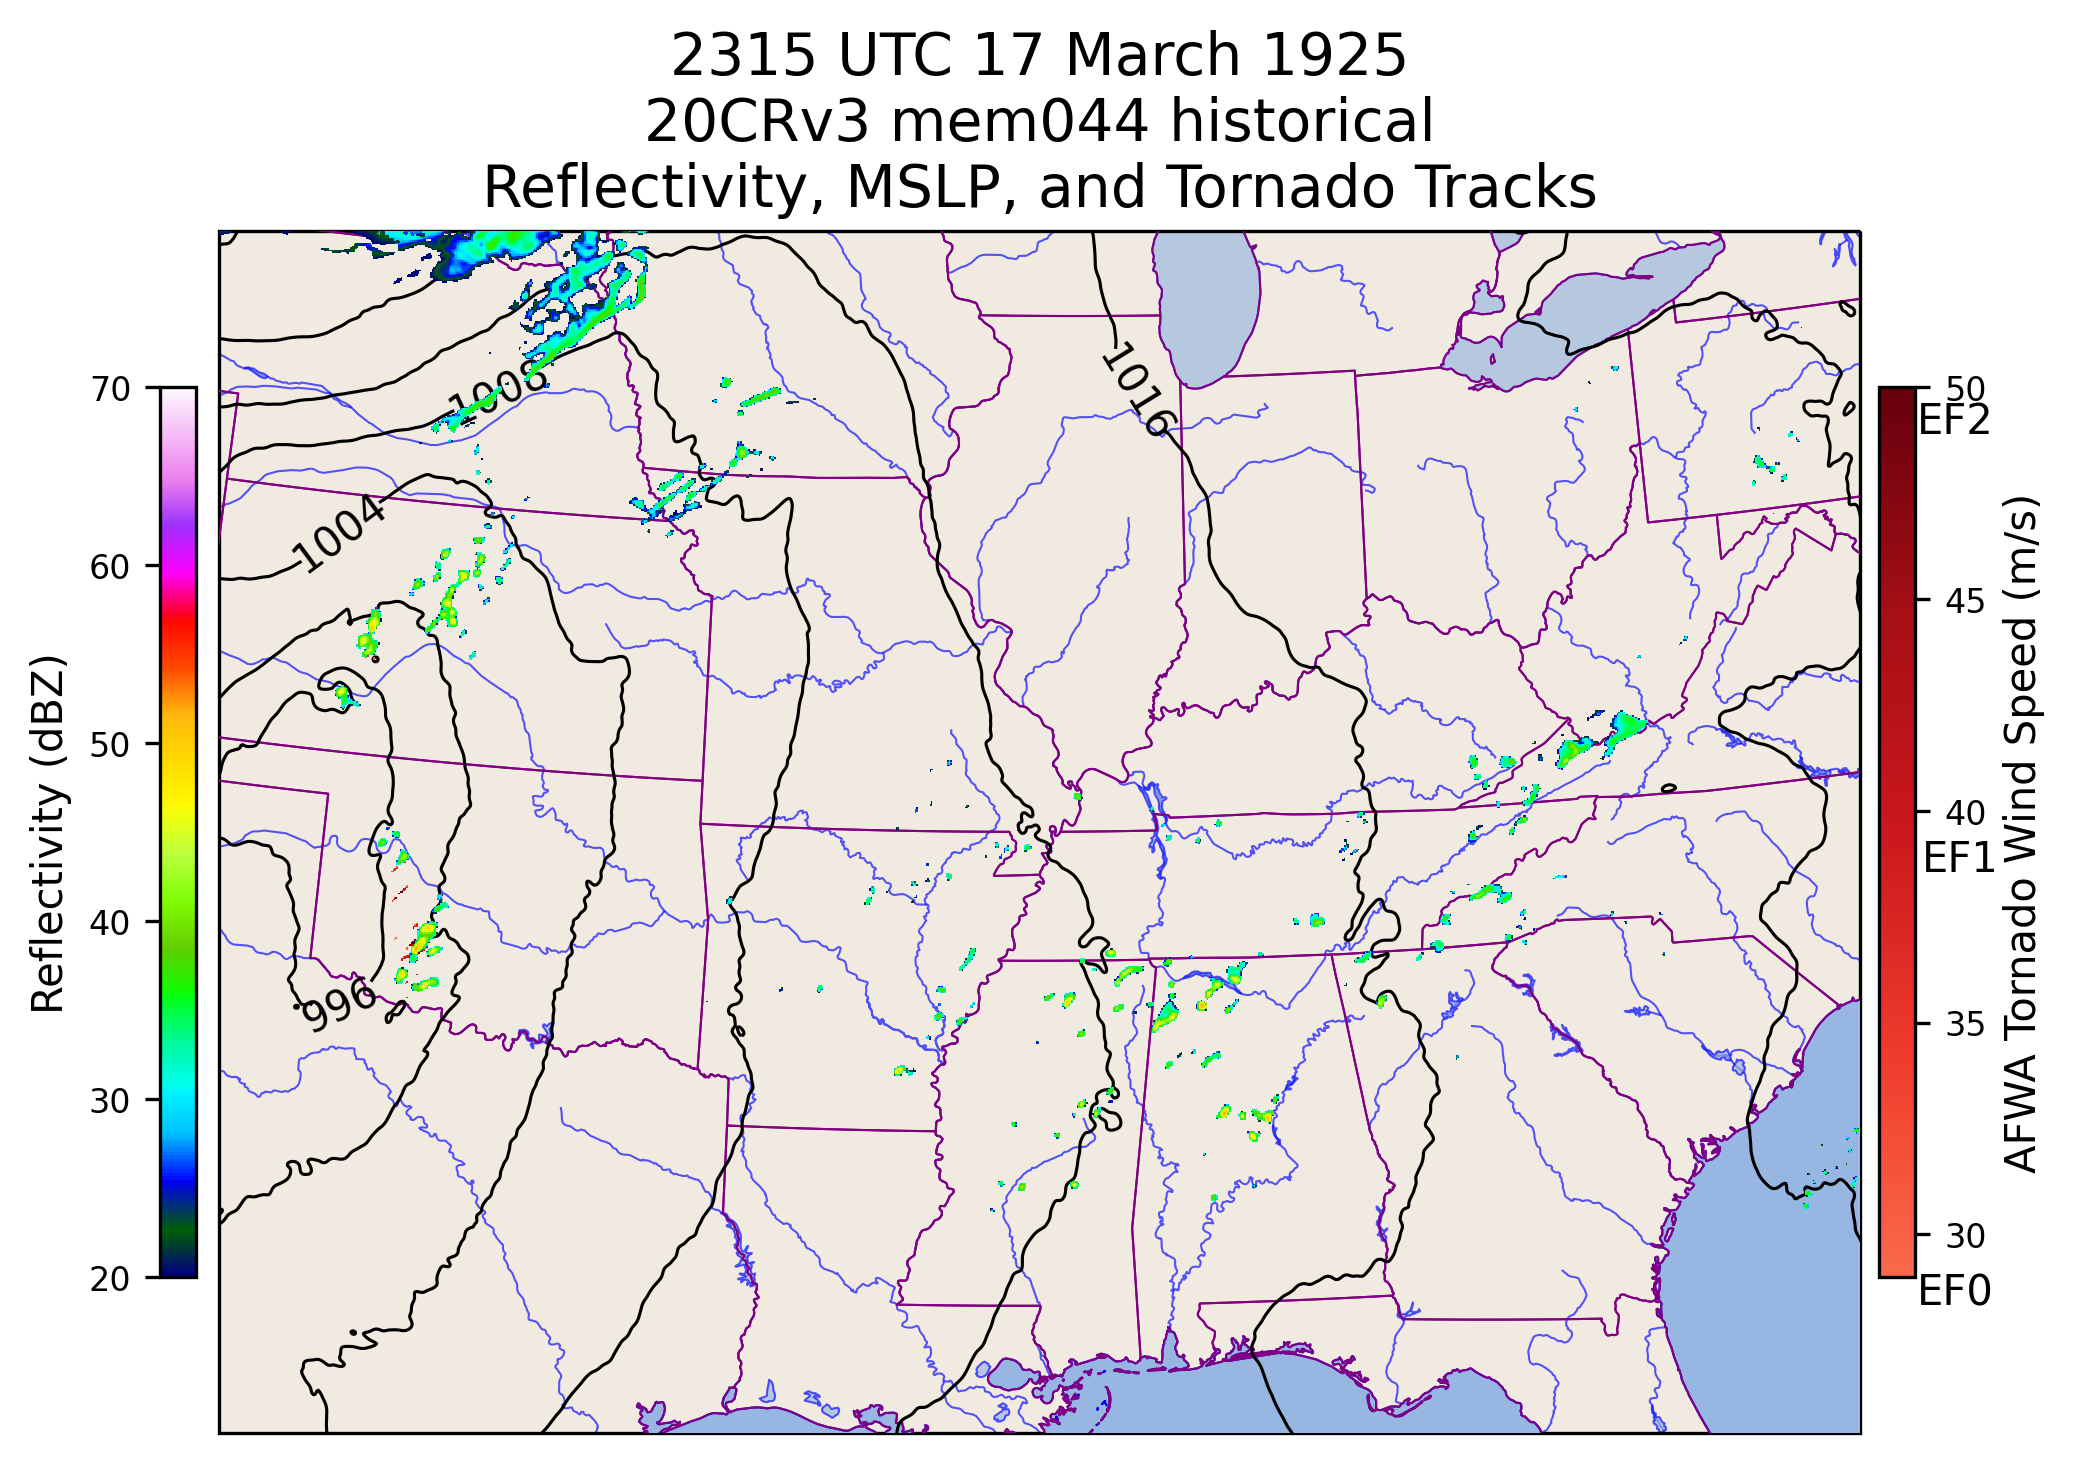 2315 UTC 17 March 1925
20CRv3 mem044 historical
Reflectivity, MSLP, and Tornado Tracks
Reflectivity (dBZ)
70
60
50
40
30
20
1008
1016
1004
996
50
EF2
45
40
EF1
35
30
EF0
AFWA Tornado Wind Speed (m/s)